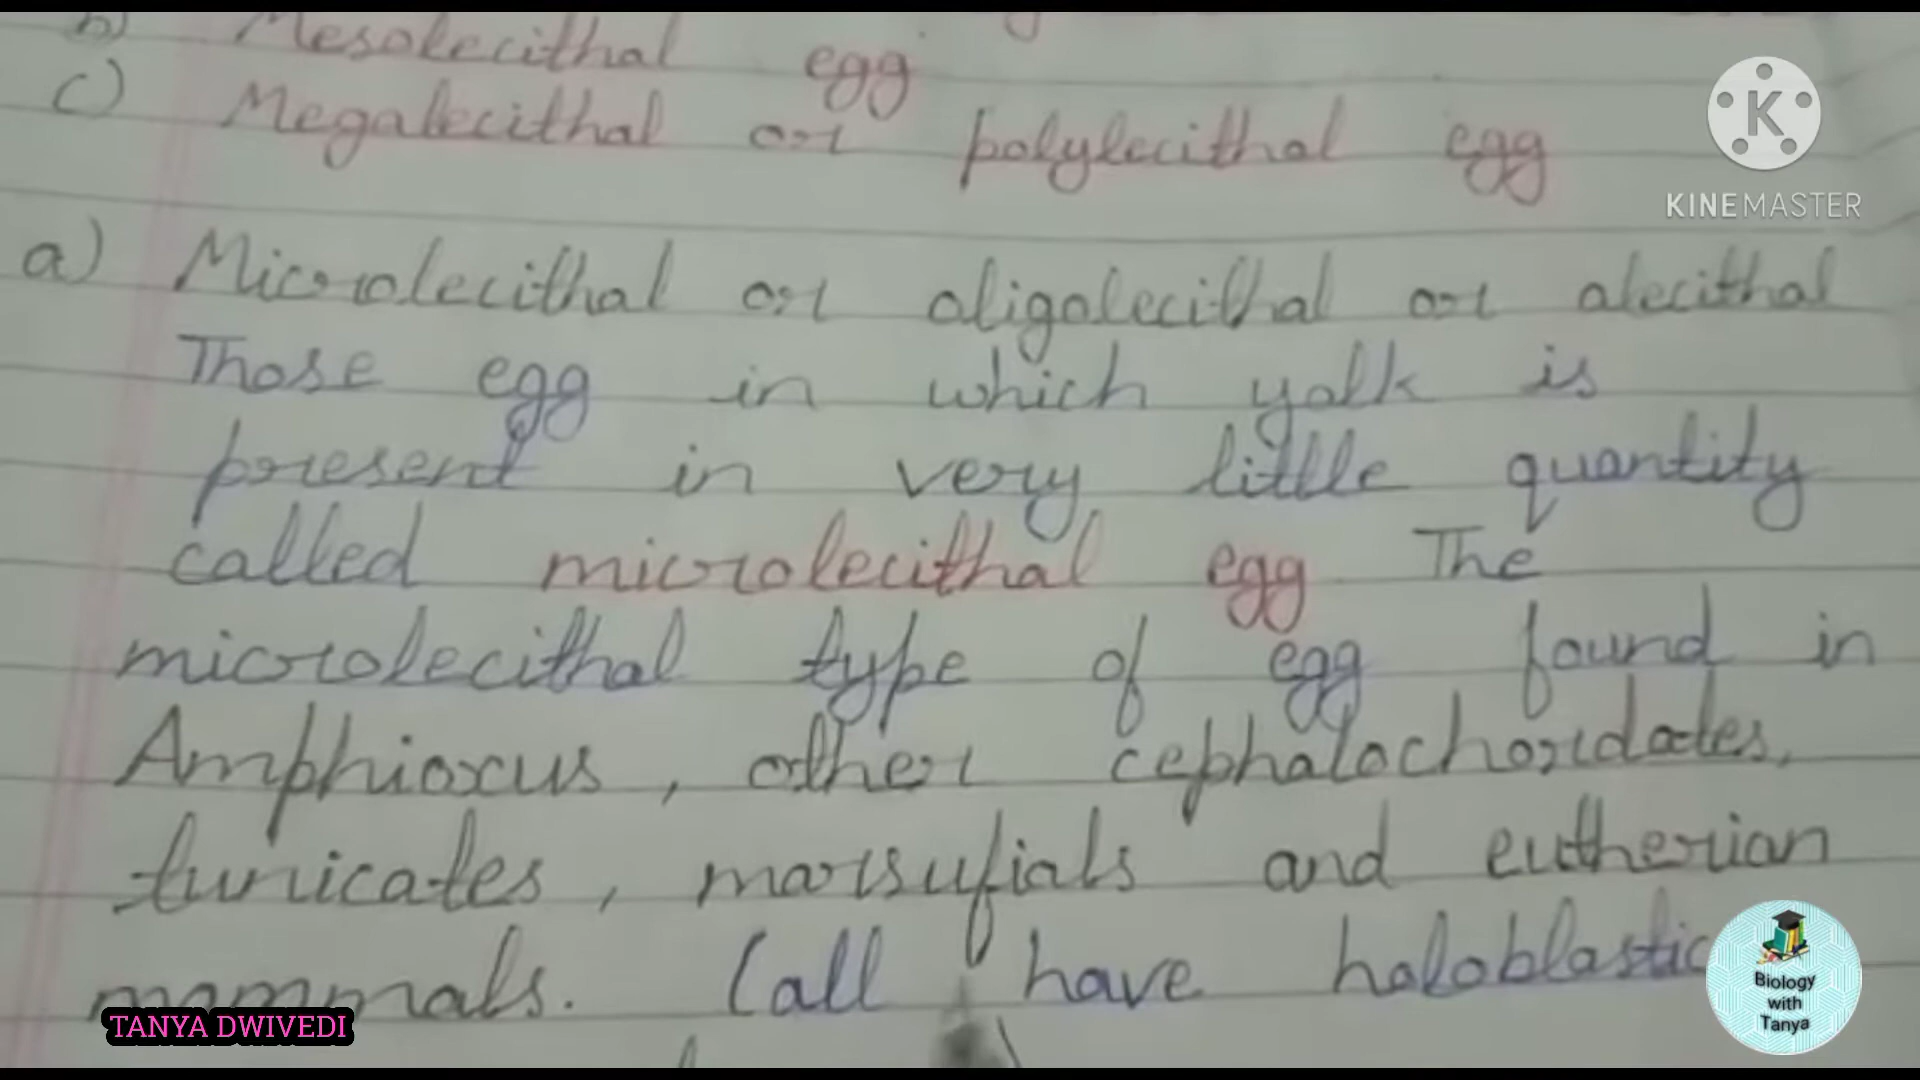 b) Mesolecithal egg
c) Megalecithal or polylecithal egg
K
KINEMASTER
a) Microlecithal or oligolecithal or alecithal
Those egg in which yolk is
present in very little quantity
called microlecithal egg The
microlecithal type of egg found in
Amphioxus, other cephalochordates,
tunicates, marsupials and eutherian
mammals. (all have holoblastic
TANYA DWIVEDI
Biology
with
Tanya